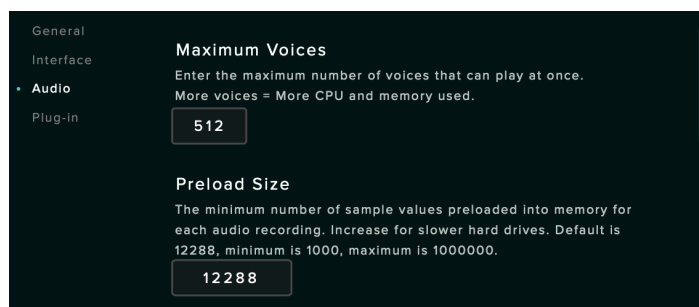 General
Interface
Audio
Plug-in
Maximum Voices
Enter the maximum number of voices that can play at once.
More voices = More CPU and memory used.
512
Preload Size
The minimum number of sample values preloaded into memory for
each audio recording. Increase for slower hard drives. Default is
12288, minimum is 1000, maximum is 1000000.
12288